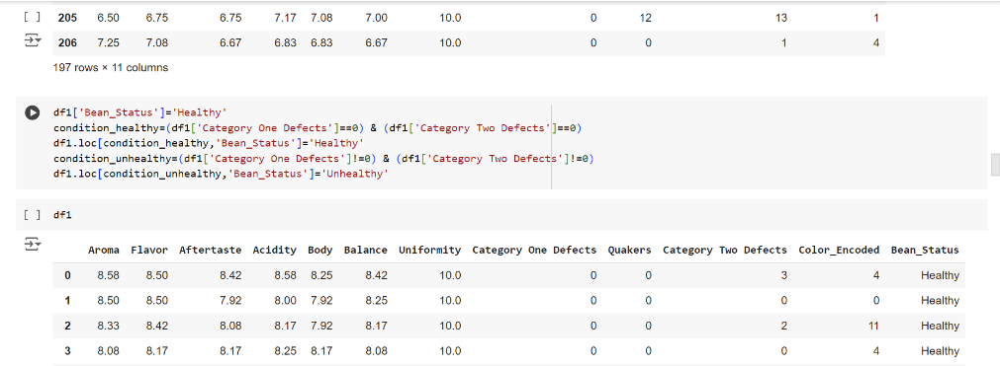 [ ] 205 6.50 6.75 6.75 7.17 7.08 7.00 10.0 0 12 13 1
206 7.25 7.08 6.67 6.83 6.83 6.67 10.0 0 0 1 4
197 rows × 11 columns
df1['Bean_Status']='Healthy'
condition_healthy=(df1['Category One Defects']==0) & (df1['Category Two Defects']==0)
df1.loc[condition_healthy,'Bean_Status']='Healthy'
condition_unhealthy=(df1['Category One Defects']!=0) & (df1['Category Two Defects']!=0)
df1.loc[condition_unhealthy,'Bean_Status']='Unhealthy'
[ ] df1
Aroma Flavor Aftertaste Acidity Body Balance Uniformity Category One Defects Quakers Category Two Defects Color_Encoded Bean_Status
0 8.58 8.50 8.42 8.58 8.25 8.42 10.0 0 0 3 4 Healthy
1 8.50 8.50 7.92 8.00 7.92 8.25 10.0 0 0 0 0 Healthy
2 8.33 8.42 8.08 8.17 7.92 8.17 10.0 0 0 2 11 Healthy
3 8.08 8.17 8.17 8.25 8.17 8.08 10.0 0 0 0 4 Healthy